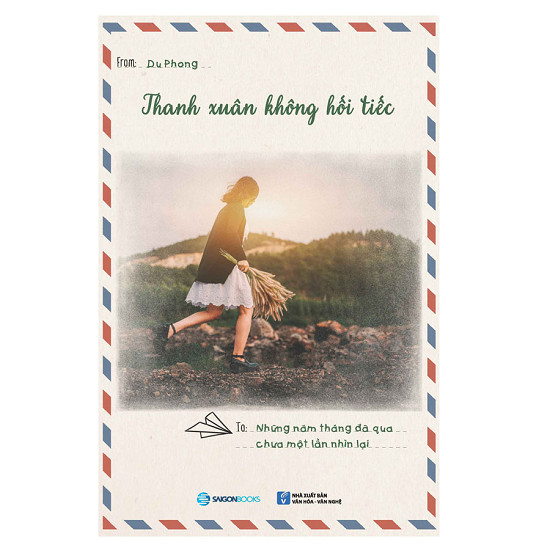 From: Du Phong
Thanh xuân không hối tiếc
To: Những năm tháng đã qua
chưa một lần nhìn lại
SAIGONBOOKS
NHÀ XUẤT BẢN
VĂN HÓA - VĂN NGHỆ